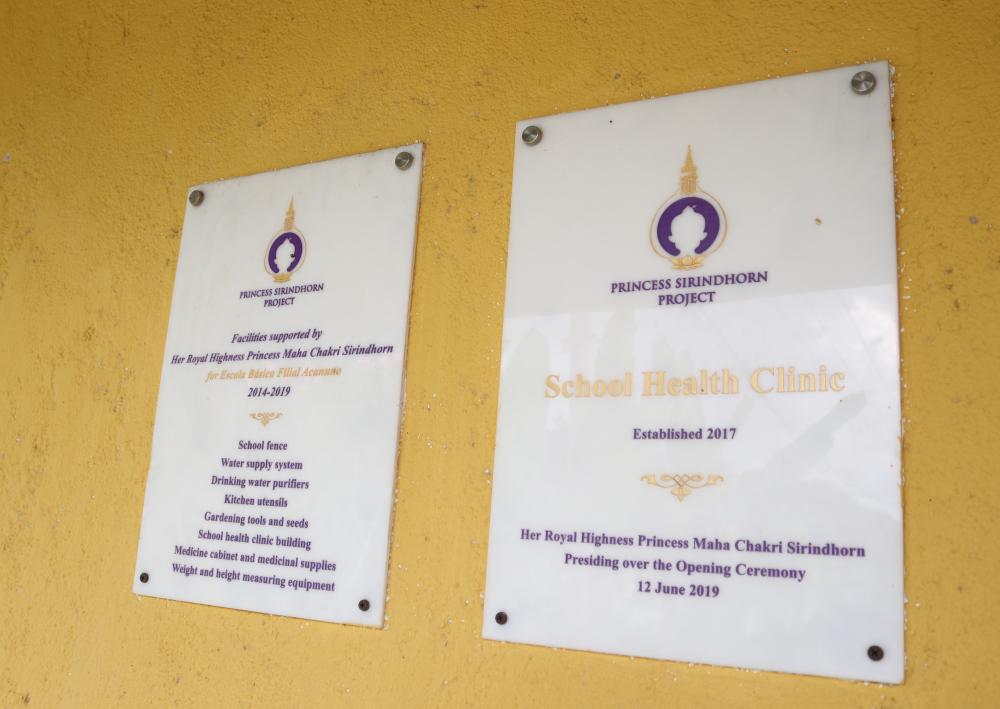 PRINCESS SIRINDHORN
PROJECT
Facilities supported by
Her Royal Highness Princess Maha Chakri Sirindhorn
for Escola Básica Filial Acanuno
2014-2019
School fence
Water supply system
Drinking water purifiers
Kitchen utensils
Gardening tools and seeds
School health clinic building
Medicine cabinet and medicinal supplies
Weight and height measuring equipment
PRINCESS SIRINDHORN
PROJECT
School Health Clinic
Established 2017
Her Royal Highness Princess Maha Chakri Sirindhorn
Presiding over the Opening Ceremony
12 June 2019